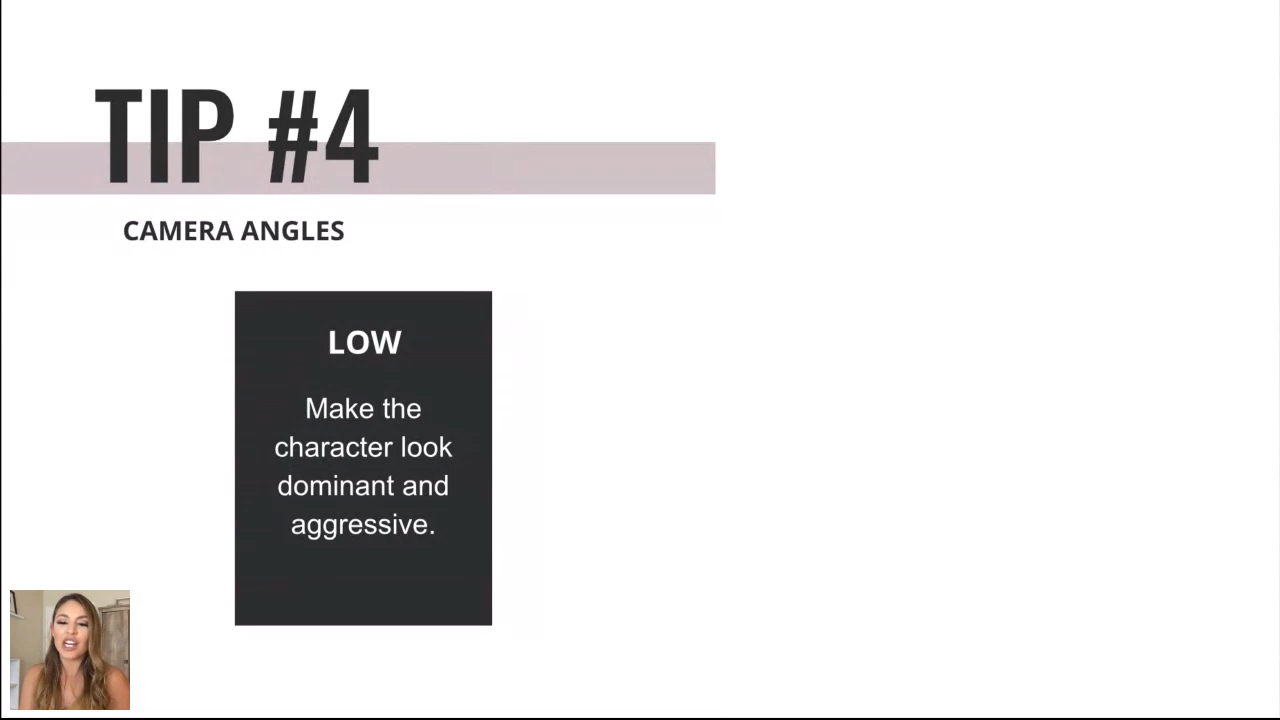 TIP #4
CAMERA ANGLES
LOW
Make the
character look
dominant and
aggressive.